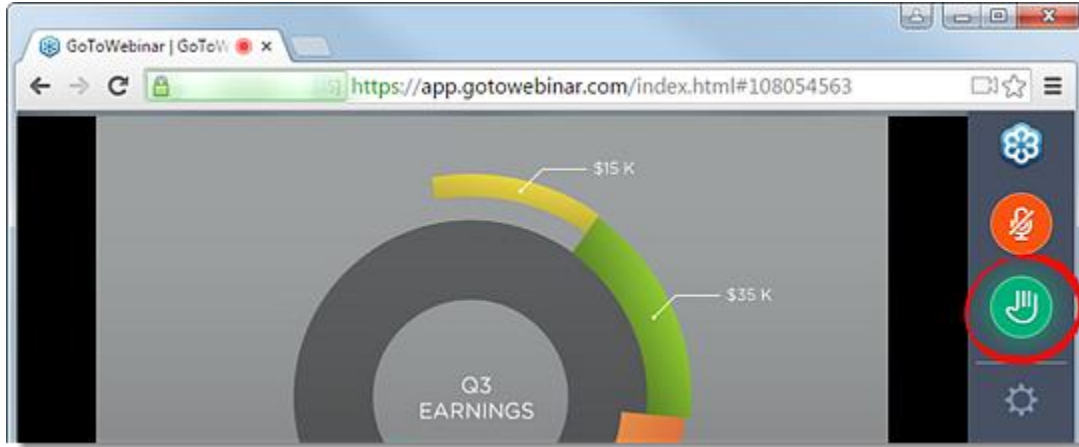 GoToWebinar | GoToW
https://app.gotowebinar.com/index.html#108054563
$15 K
$35 K
Q3
EARNINGS